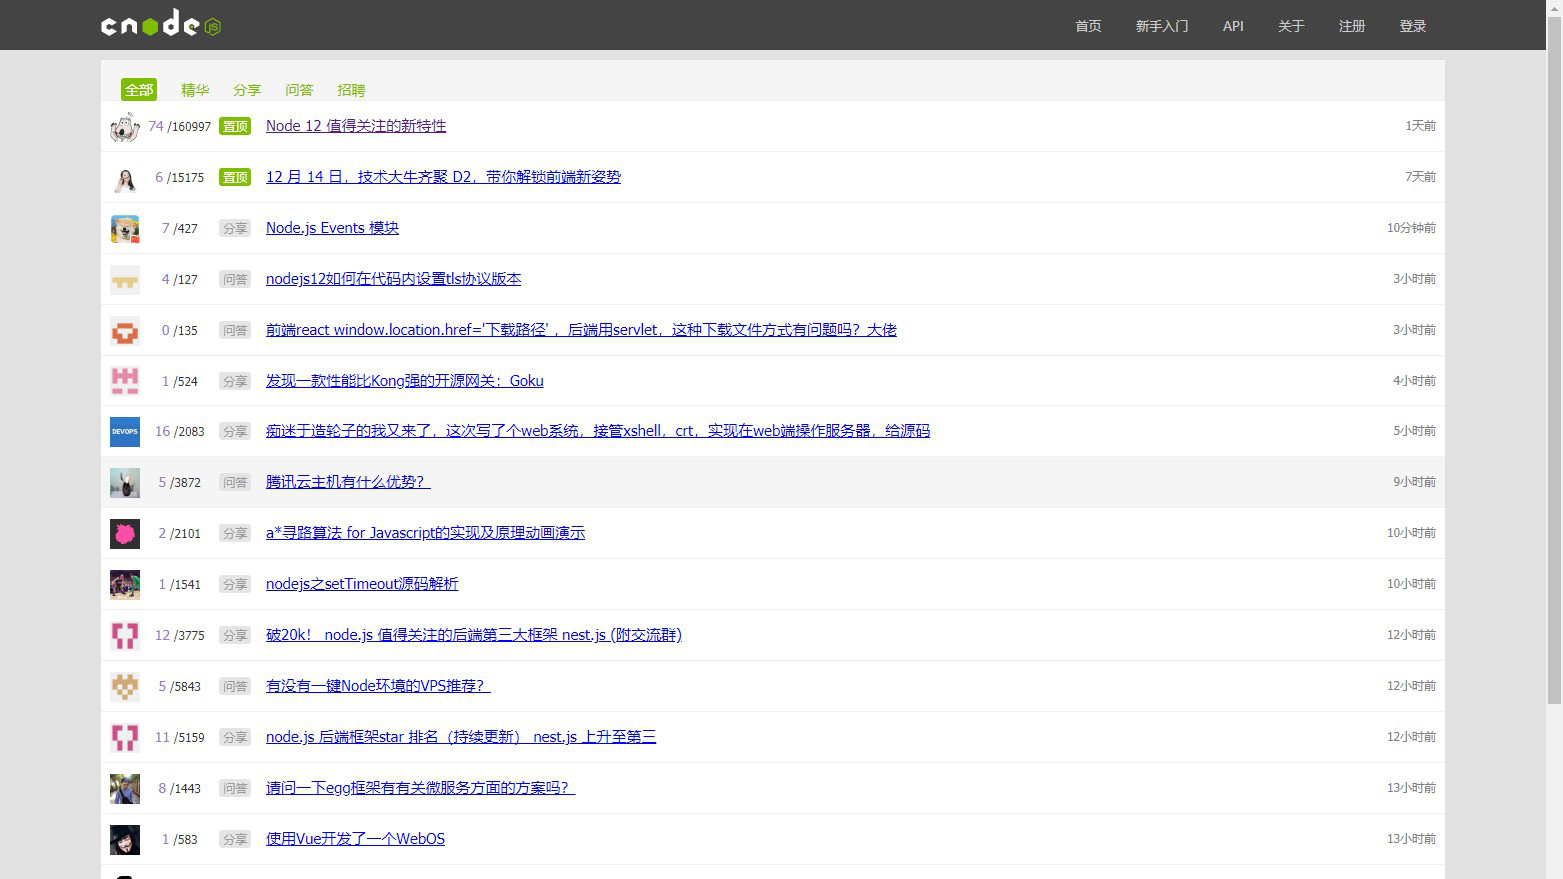 cnode JS
首页 新手入门 API 关于 注册 登录
全部 精华 分享 问答 招聘
74 /160997 置顶 Node 12 值得关注的新特性 1天前
6 /15175 置顶 12 月 14 日，技术大牛齐聚 D2，带你解锁前端新姿势 7天前
7 /427 分享 Node.js Events 模块 10分钟前
4 /127 问答 nodejs12如何在代码内设置tls协议版本 3小时前
0 /135 问答 前端react window.location.href='下载路径' ，后端用servlet，这种下载文件方式有问题吗？大佬 3小时前
1 /524 分享 发现一款性能比Kong强的开源网关：Goku 4小时前
DEVOPS 16 /2083 分享 痴迷于造轮子的我又来了，这次写了个web系统，接管xshell，crt，实现在web端操作服务器，给源码 5小时前
5 /3872 问答 腾讯云主机有什么优势？ 9小时前
2 /2101 分享 a*寻路算法 for Javascript的实现及原理动画演示 10小时前
1 /1541 分享 nodejs之setTimeout源码解析 10小时前
12 /3775 分享 破20k！ node.js 值得关注的后端第三大框架 nest.js (附交流群) 12小时前
5 /5843 问答 有没有一键Node环境的VPS推荐？ 12小时前
11 /5159 分享 node.js 后端框架star 排名（持续更新） nest.js 上升至第三 12小时前
8 /1443 问答 请问一下egg框架有有关微服务方面的方案吗？ 13小时前
1 /583 分享 使用Vue开发了一个WebOS 13小时前